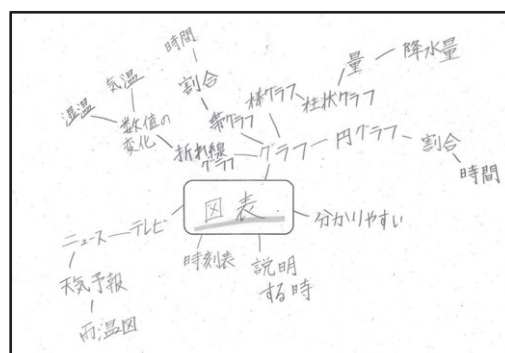 時間
量
降水量
気温
割合
棒グラフ
柱状グラフ
湿温
数値の
変化
帯グラフ
折れ線
グラフ
グラフ
円グラフ
割合
時間
図表
ニュース
テレビ
分かりやすい
時刻表
説明
する時
天気予報
雨温図